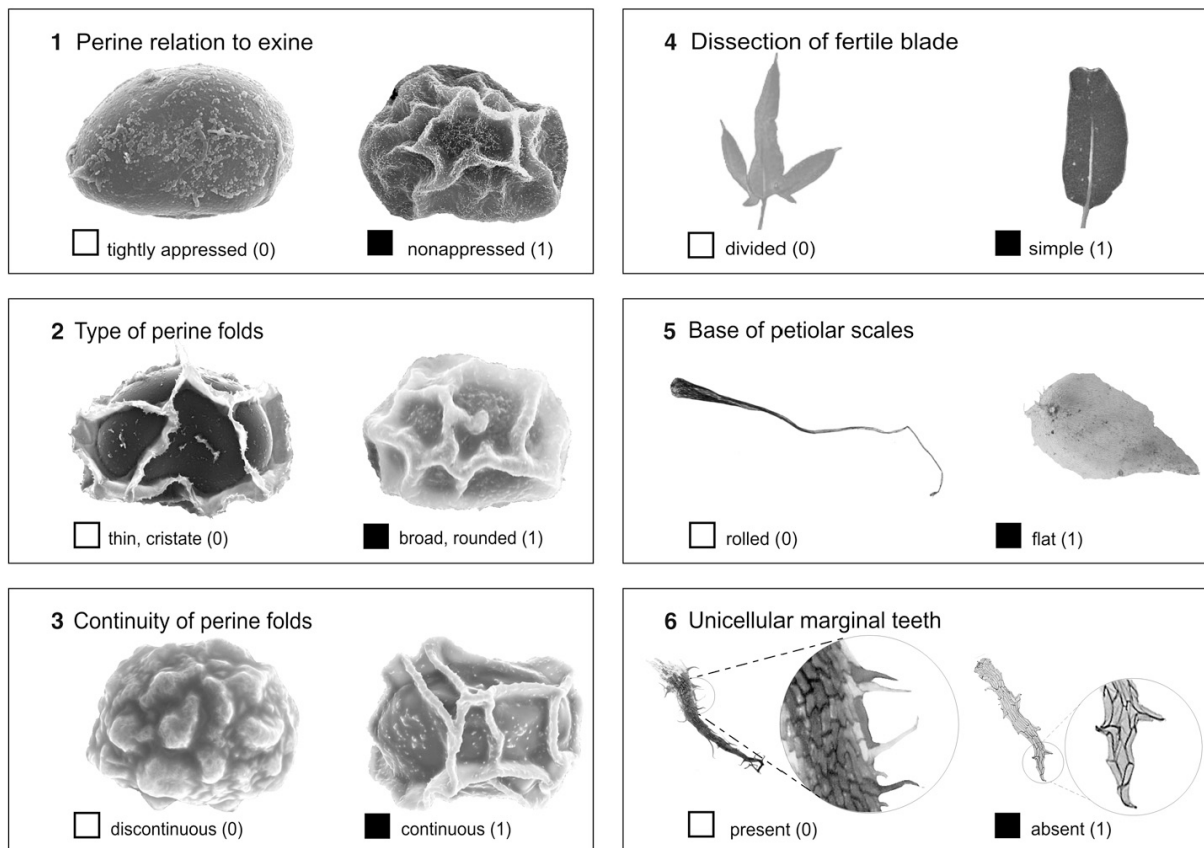 1 Perine relation to exine
tightly appressed (0)
nonappressed (1)
2 Type of perine folds
thin, cristate (0)
broad, rounded (1)
3 Continuity of perine folds
discontinuous (0)
continuous (1)
4 Dissection of fertile blade
divided (0)
simple (1)
5 Base of petiolar scales
rolled (0)
flat (1)
6 Unicellular marginal teeth
present (0)
absent (1)